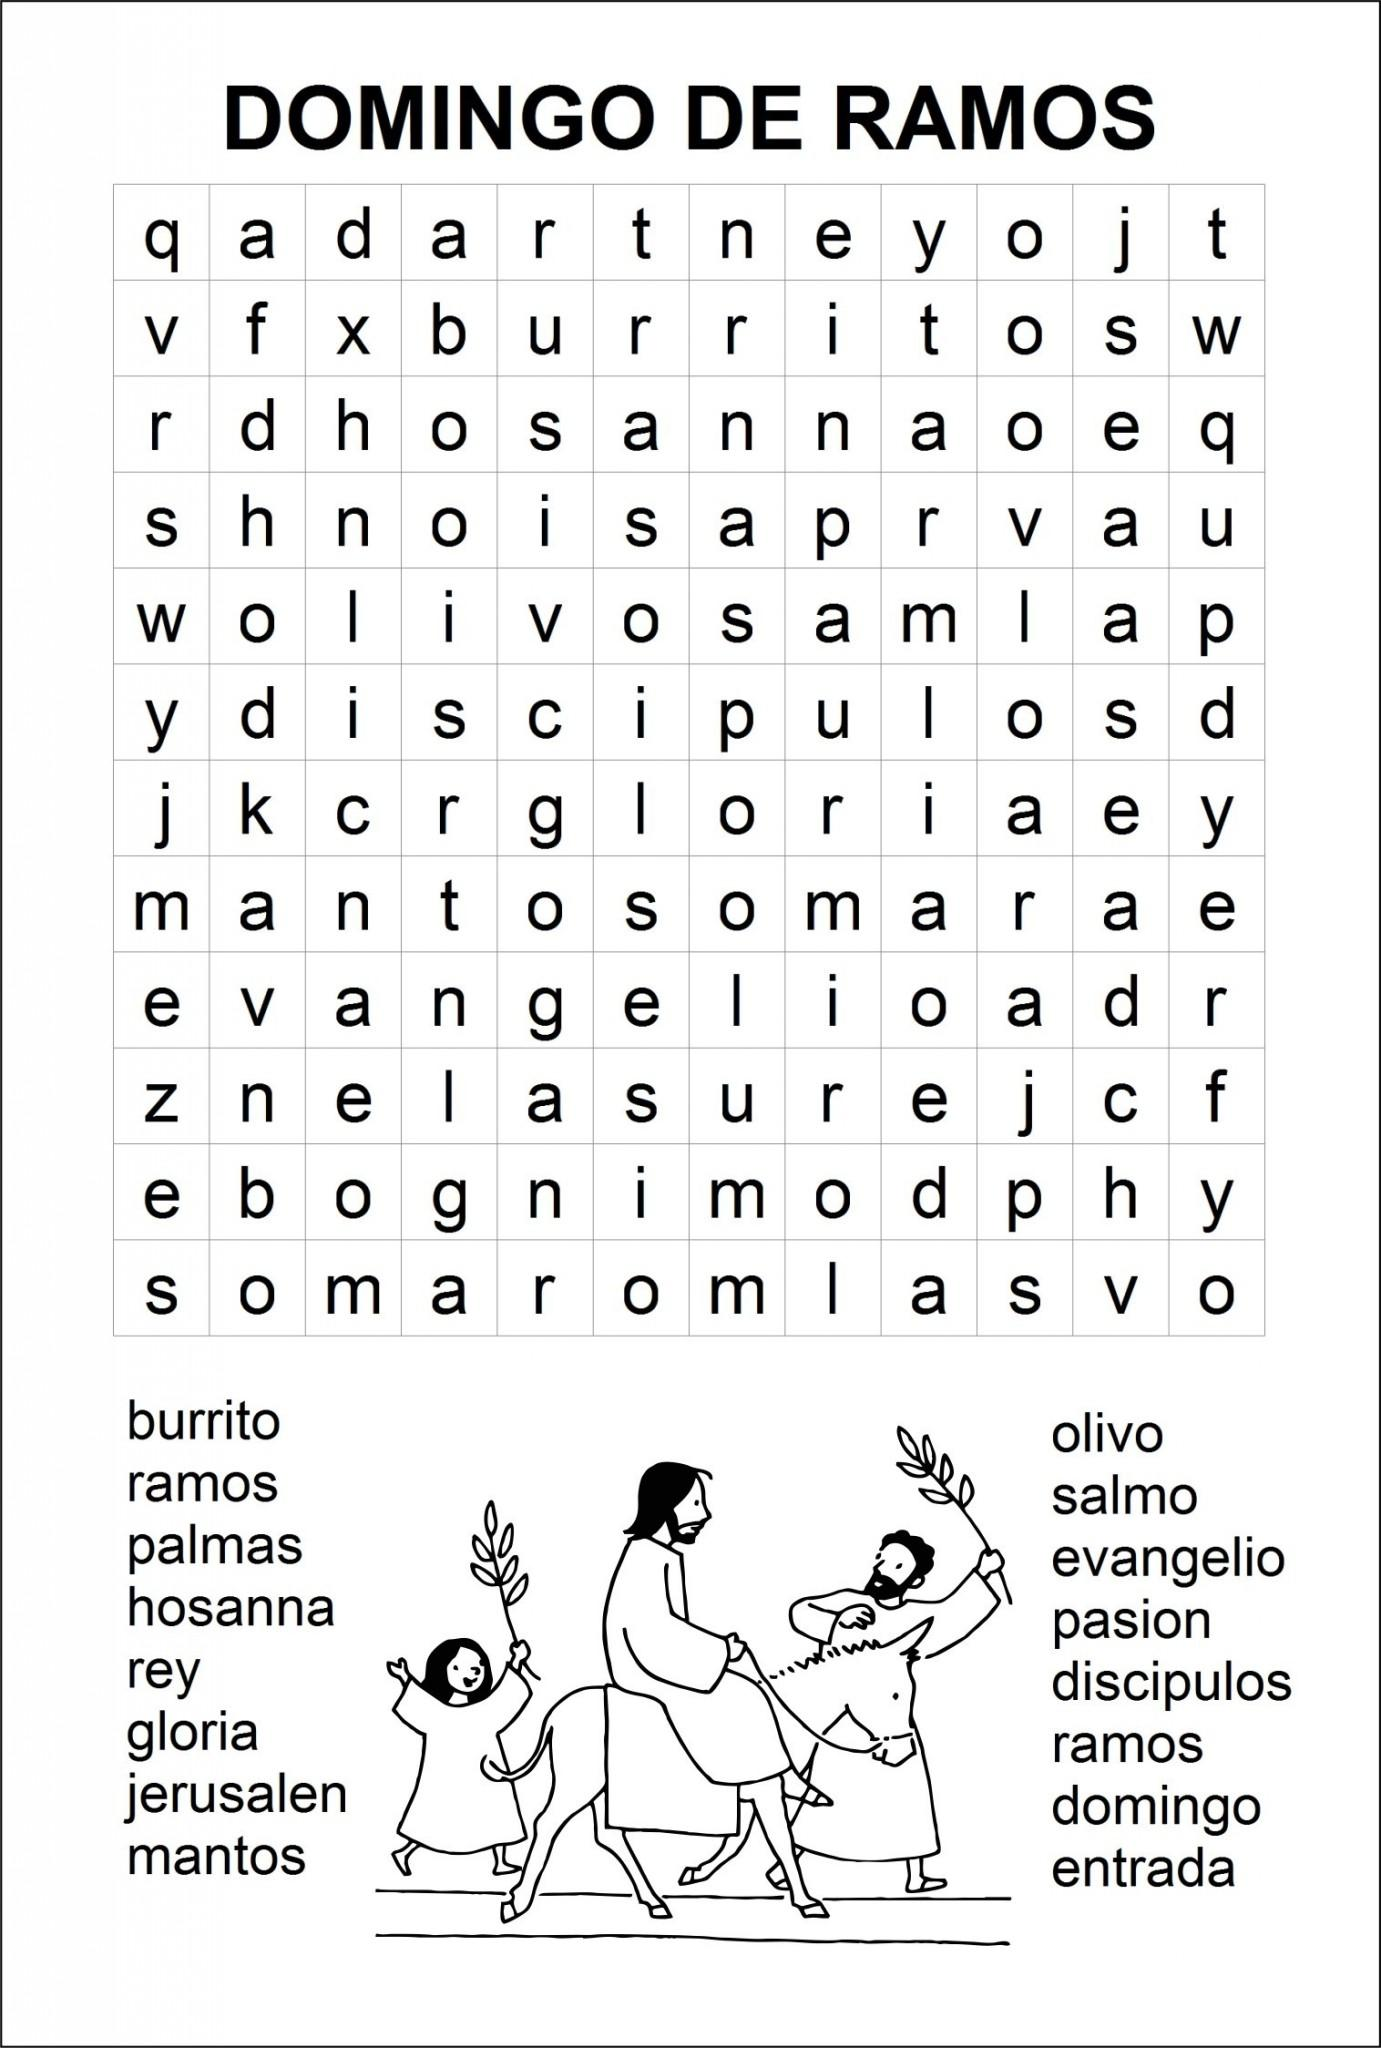 DOMINGO DE RAMOS
q a d a r t n e y o j t
v f x b u r r i t o s w
r d h o s a n n a o e q
s h n o i s a p r v a u
w o l i v o s a m l a p
y d i s c i p u l o s d
j k c r g l o r i a e y
m a n t o s o m a r a e
e v a n g e l i o a d r
z n e l a s u r e j c f
e b o g n i m o d p h y
s o m a r o m l a s v o
burrito
ramos
palmas
hosanna
rey
gloria
jerusalen
mantos
olivo
salmo
evangelio
pasion
discipulos
ramos
domingo
entrada